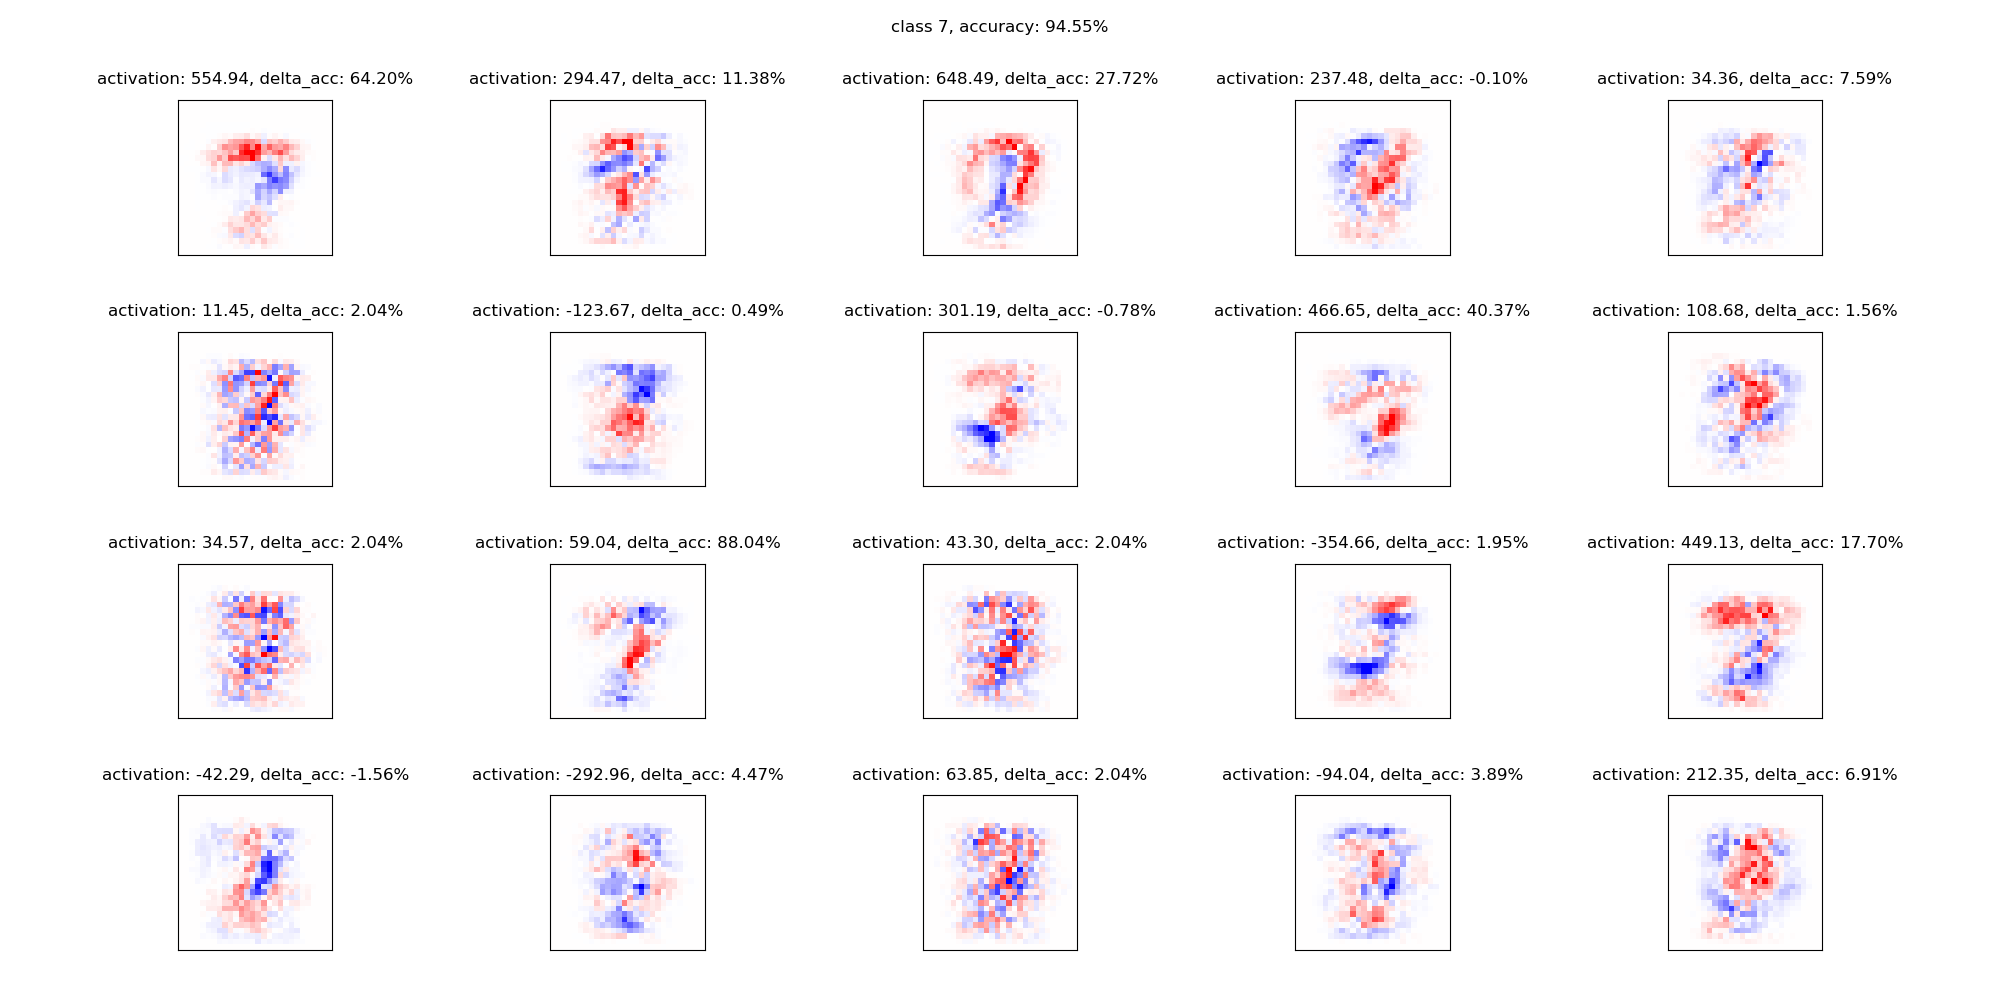 class 7, accuracy: 94.55%
activation: 554.94, delta_acc: 64.20%
activation: 294.47, delta_acc: 11.38%
activation: 648.49, delta_acc: 27.72%
activation: 237.48, delta_acc: -0.10%
activation: 34.36, delta_acc: 7.59%
activation: 11.45, delta_acc: 2.04%
activation: -123.67, delta_acc: 0.49%
activation: 301.19, delta_acc: -0.78%
activation: 466.65, delta_acc: 40.37%
activation: 108.68, delta_acc: 1.56%
activation: 34.57, delta_acc: 2.04%
activation: 59.04, delta_acc: 88.04%
activation: 43.30, delta_acc: 2.04%
activation: -354.66, delta_acc: 1.95%
activation: 449.13, delta_acc: 17.70%
activation: -42.29, delta_acc: -1.56%
activation: -292.96, delta_acc: 4.47%
activation: 63.85, delta_acc: 2.04%
activation: -94.04, delta_acc: 3.89%
activation: 212.35, delta_acc: 6.91%